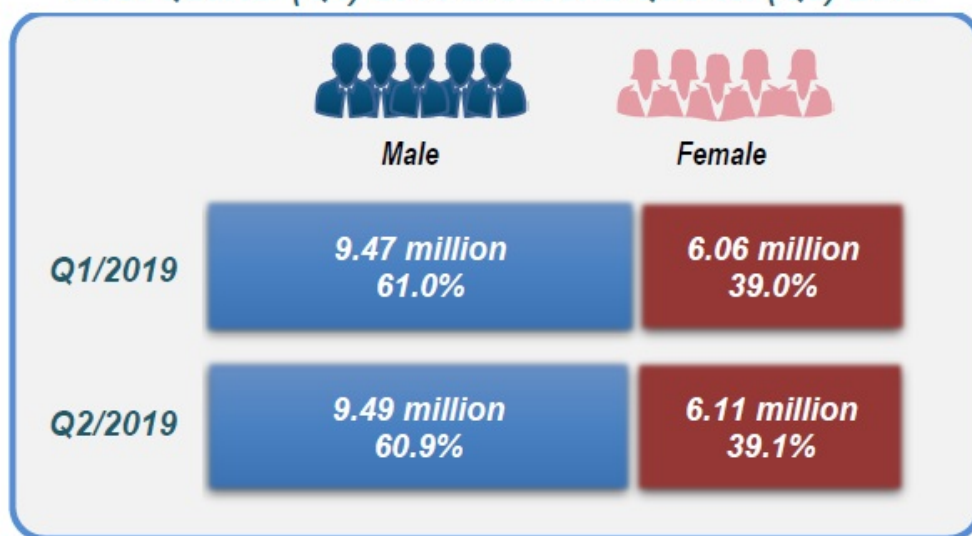 Male
Female
Q1/2019
9.47 million
61.0%
6.06 million
39.0%
Q2/2019
9.49 million
60.9%
6.11 million
39.1%